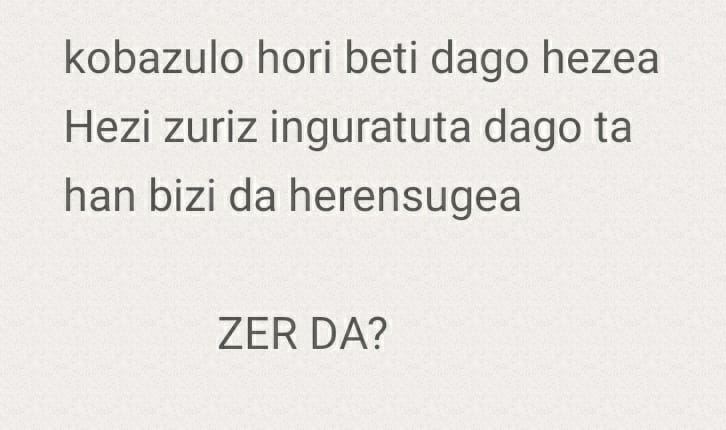 kobazulo hori beti dago hezea
Hezi zuriz inguratuta dago ta
han bizi da herensugea
ZER DA?